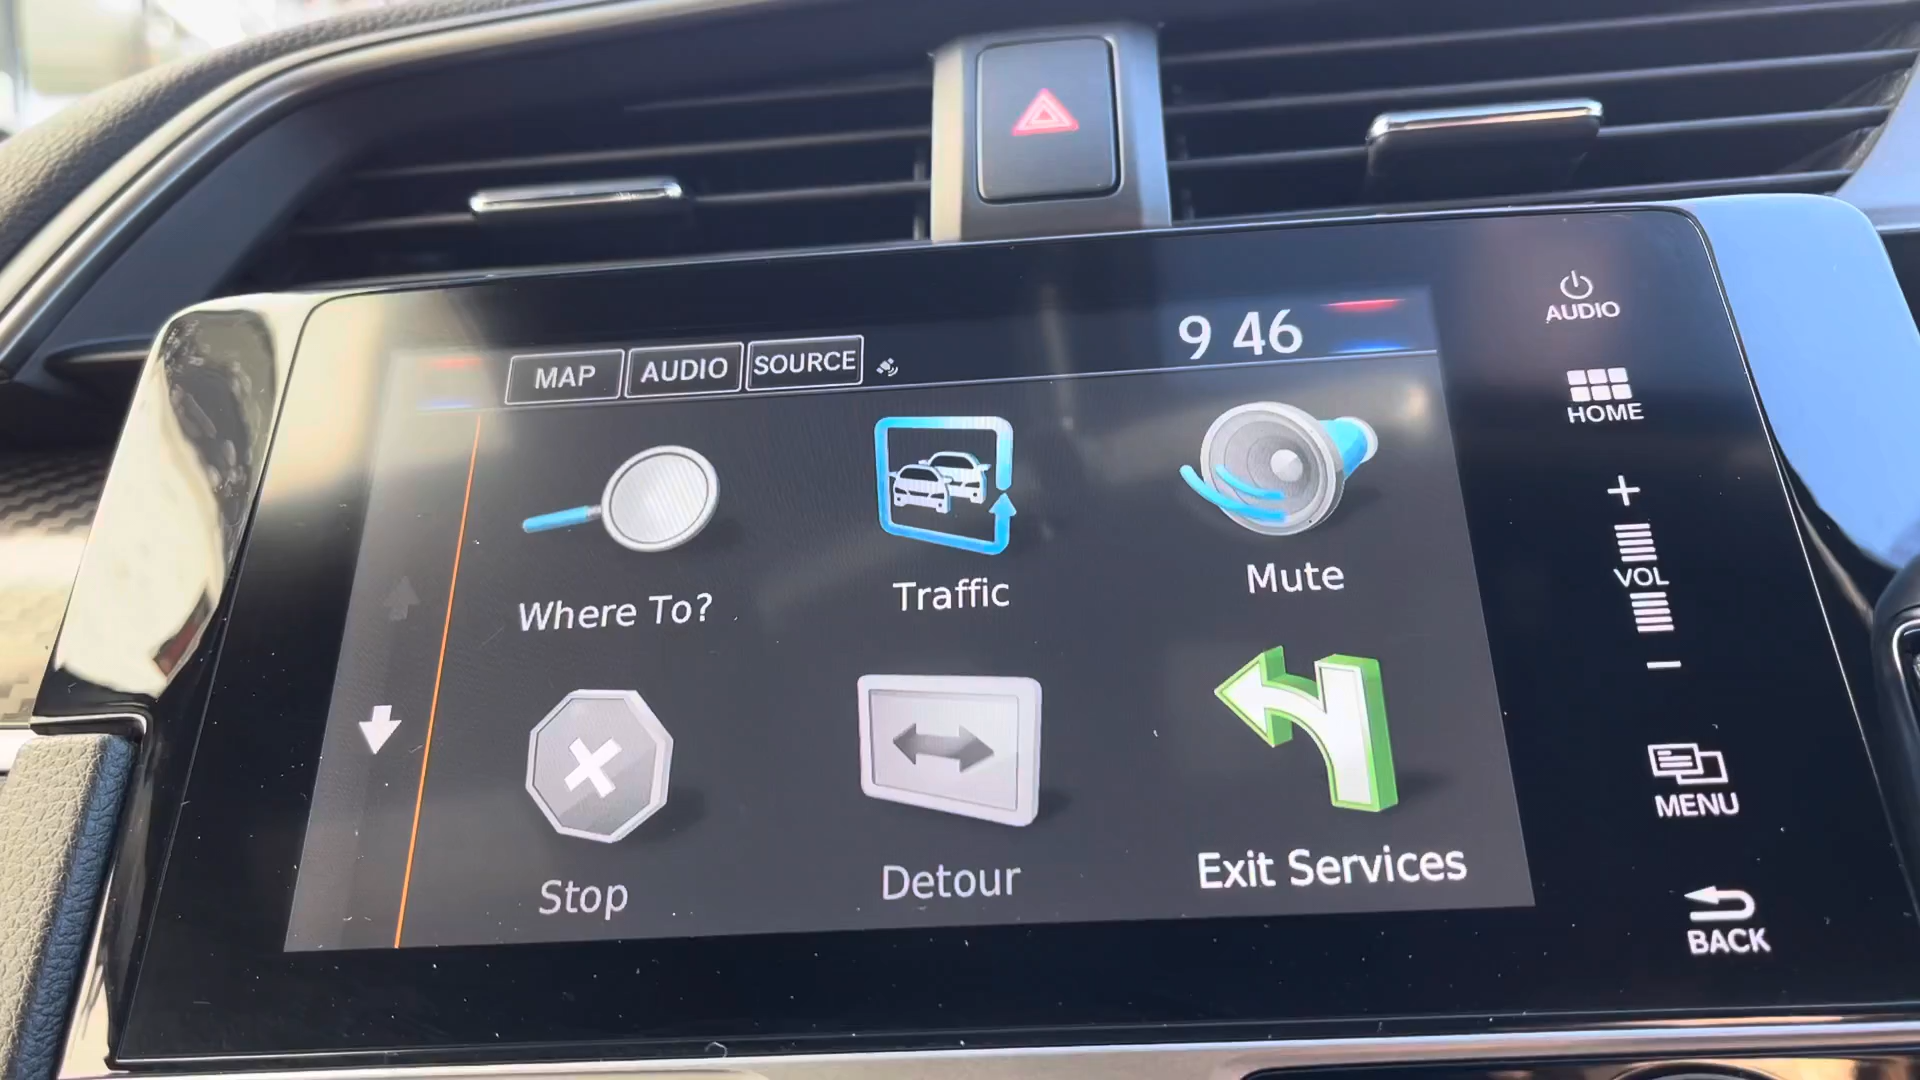 MAP AUDIO SOURCE 9 46
AUDIO
HOME
VOL
MENU
BACK
Where To? Traffic Mute
Stop Detour Exit Services